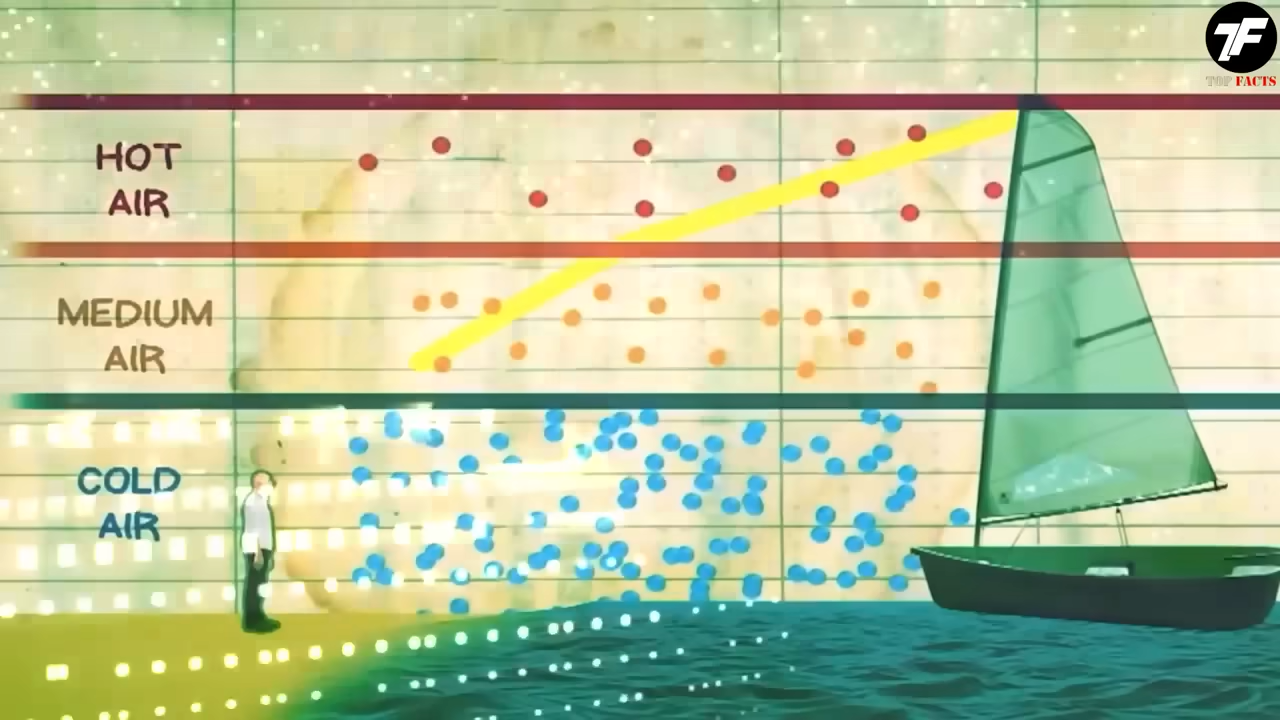 TF
TOP FACTS
HOT
AIR
MEDIUM
AIR
COLD
AIR